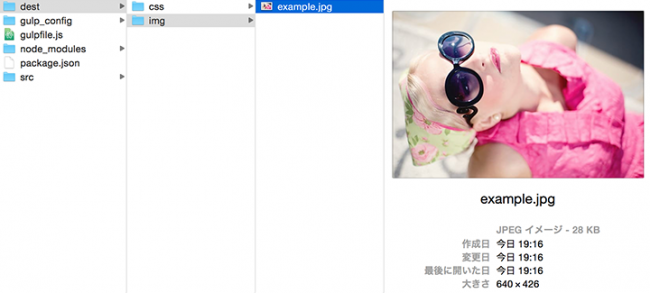 dest
gulp_config
gulpfile.js
node_modules
package.json
src
css
img
example.jpg
example.jpg
JPEG イメージ - 28 KB
作成日 今日 19:16
変更日 今日 19:16
最後に開いた日 今日 19:16
大きさ 640 × 426